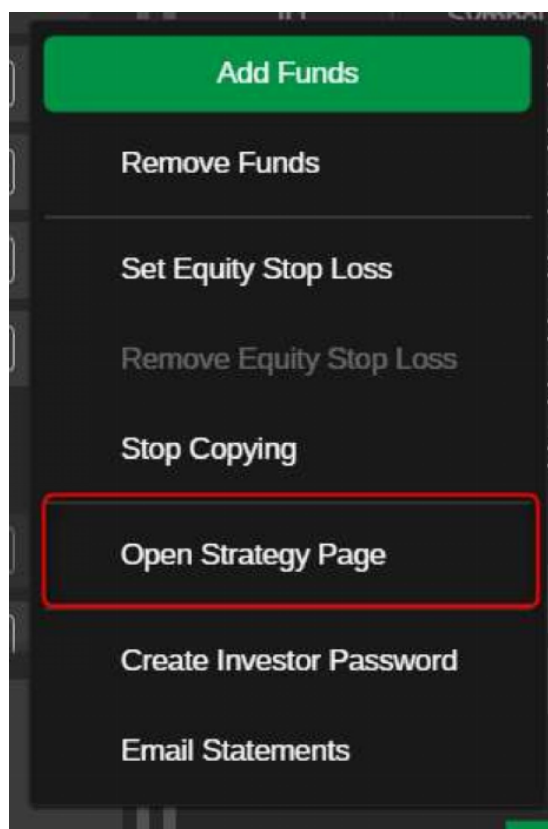 Add Funds
Remove Funds
Set Equity Stop Loss
Remove Equity Stop Loss
Stop Copying
Open Strategy Page
Create Investor Password
Email Statements